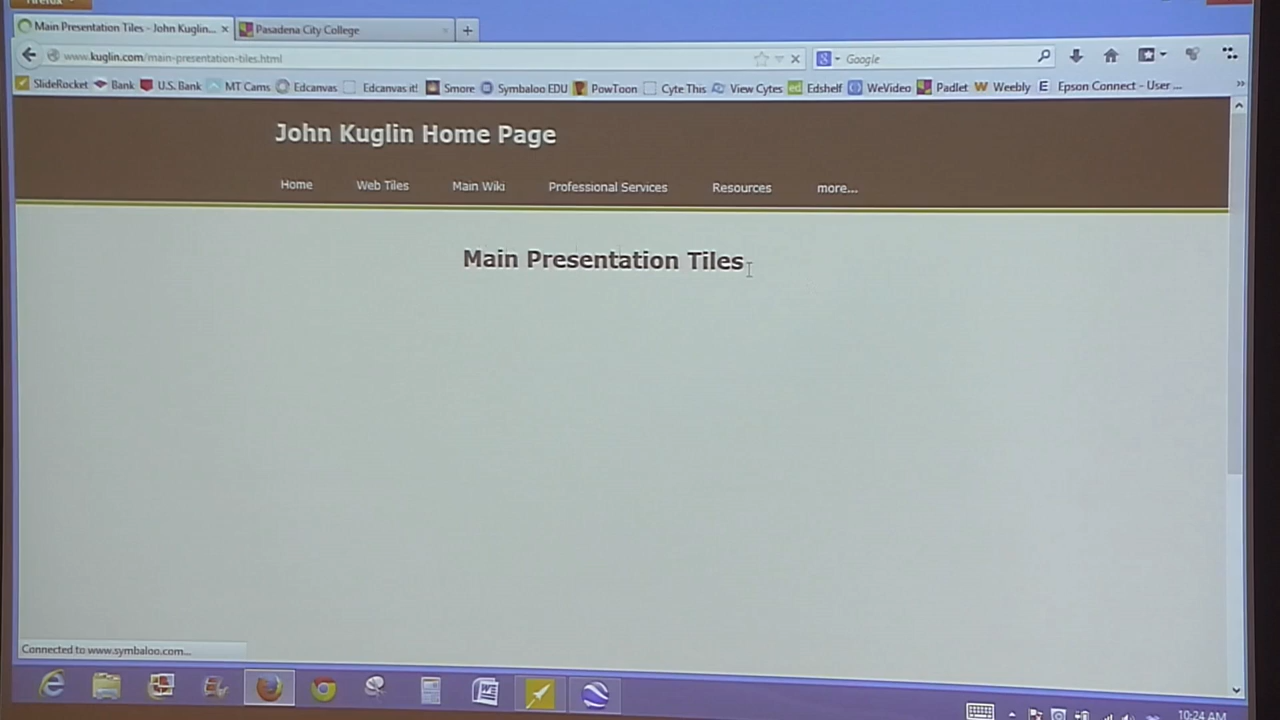 Firefox
Main Presentation Tiles - John Kuglin... × Pasadena City College × +
www.kuglin.com/main-presentation-tiles.html Google
SlideRocket Bank U.S. Bank MT Cams Edcanvas Edcanvas it! Smore Symbaloo EDU PowToon Cyte This View Cytes Edshelf WeVideo Padlet Weebly Epson Connect - User ... »
John Kuglin Home Page
Home Web Tiles Main Wiki Professional Services Resources more...
Main Presentation Tiles
Connected to www.symbaloo.com...
10:24 AM